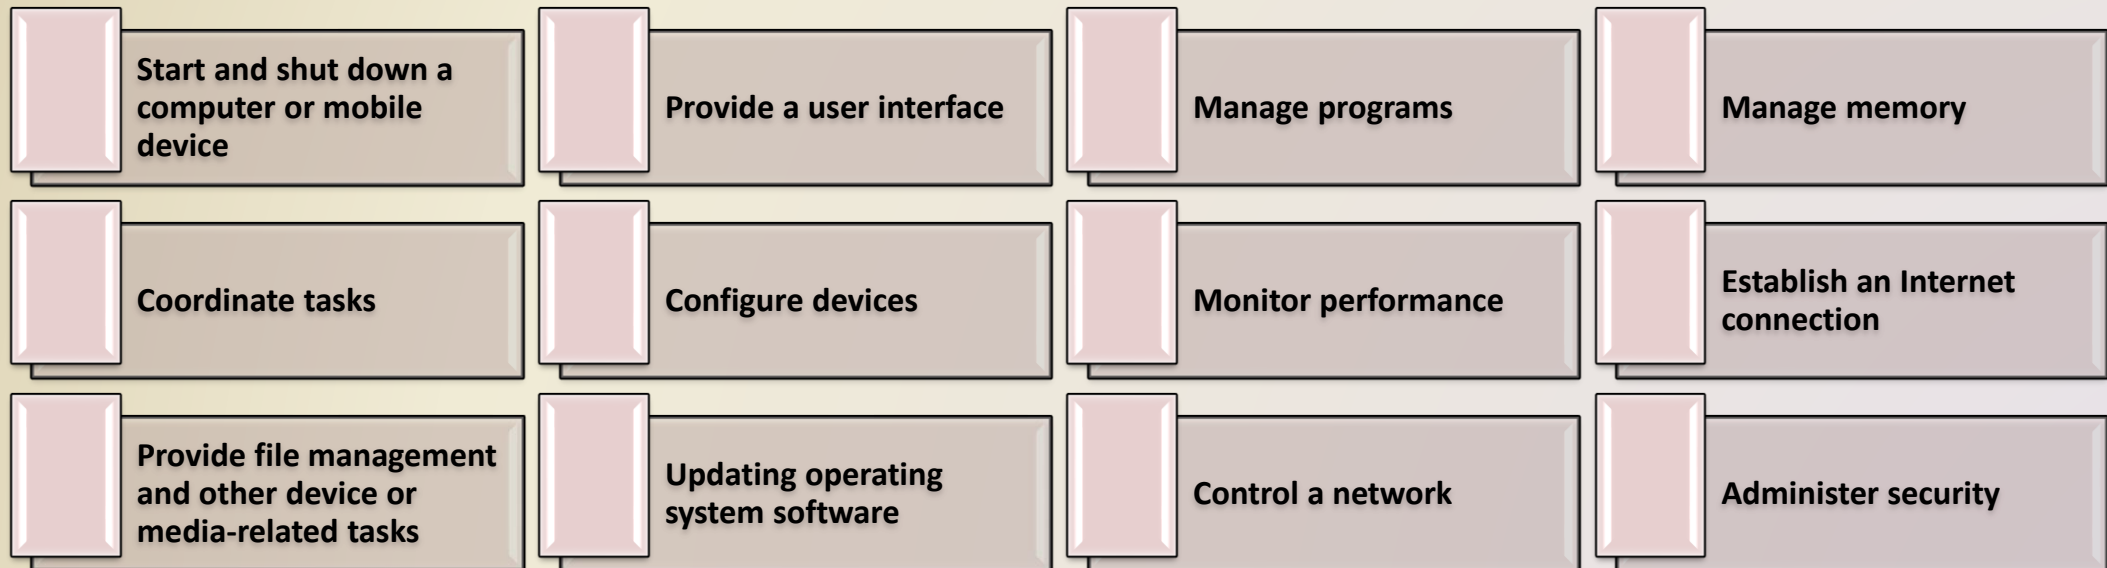 Start and shut down a
computer or mobile
device
Provide a user interface
Manage programs
Manage memory
Coordinate tasks
Configure devices
Monitor performance
Establish an Internet
connection
Provide file management
and other device or
media-related tasks
Updating operating
system software
Control a network
Administer security